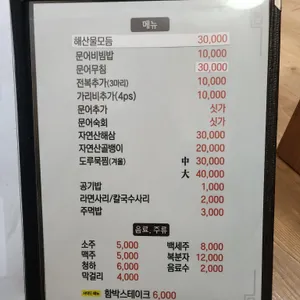 메뉴
해산물모듬 30,000
문어비빔밥 10,000
문어무침 30,000
전복추가(3마리) 10,000
가리비추가(4ps) 10,000
문어추가 싯가
문어숙회 싯가
자연산해삼 30,000
자연산골뱅이 20,000
도루묵찜(겨울) 中 30,000
大 40,000
공기밥 1,000
라면사리/칼국수사리 2,000
주먹밥 3,000
음료, 주류
소주 5,000 백세주 8,000
맥주 5,000 복분자 12,000
청하 6,000 음료수 2,000
막걸리 4,000
함박스테이크 6,000